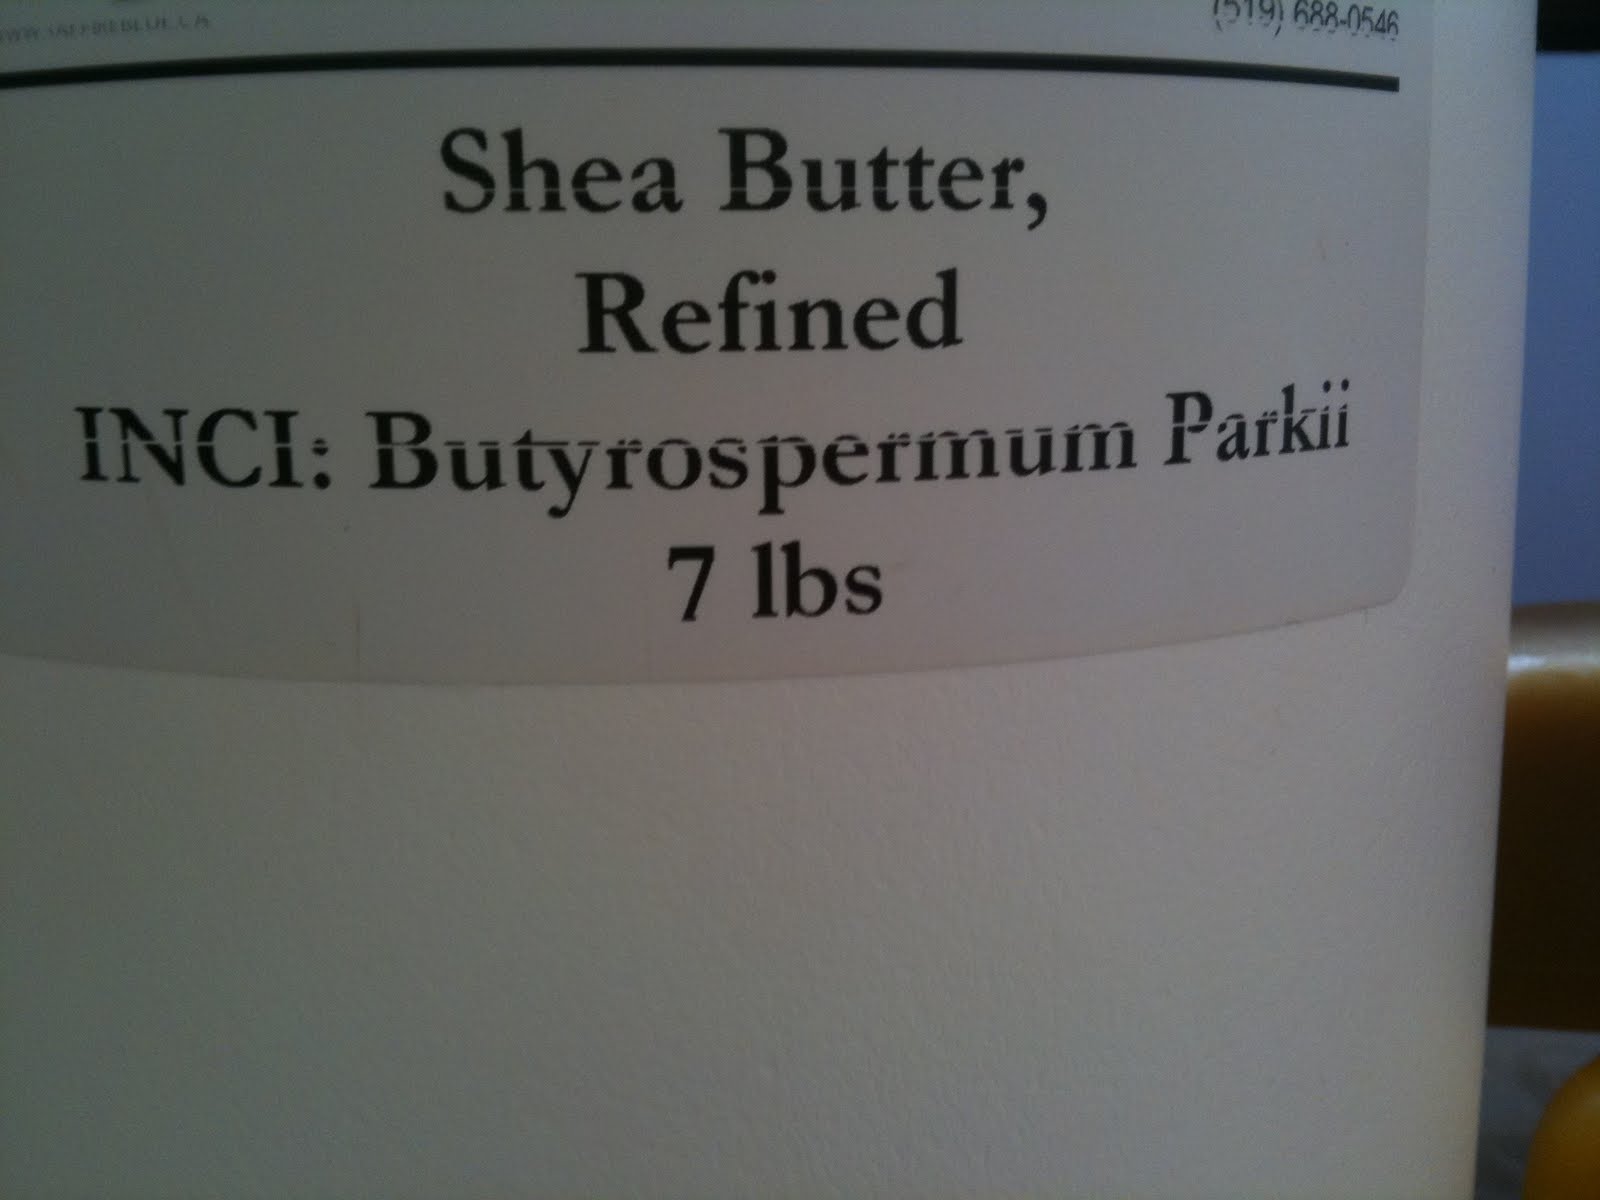 (519) 688-0546
Shea Butter,
Refined
INCI: Butyrospermum Parkii
7 lbs